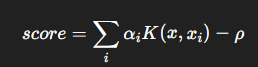 score = ∑_i α_i K(x, x_i) − ρ